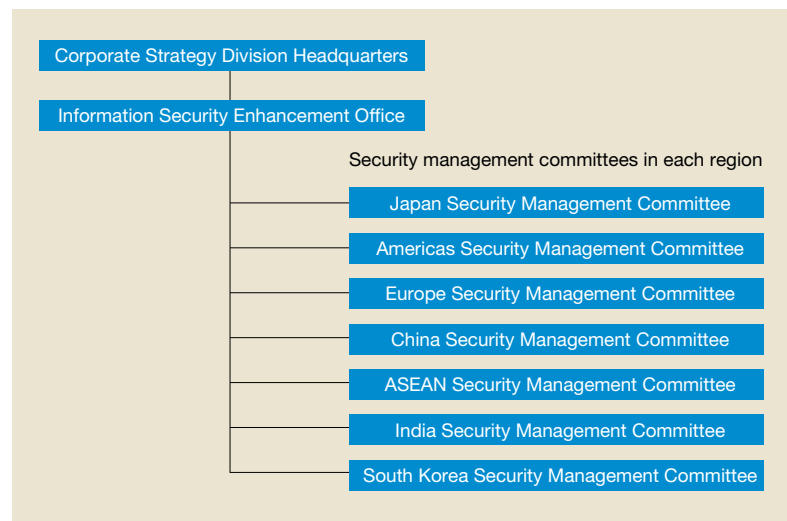 Corporate Strategy Division Headquarters
Information Security Enhancement Office
Security management committees in each region
Japan Security Management Committee
Americas Security Management Committee
Europe Security Management Committee
China Security Management Committee
ASEAN Security Management Committee
India Security Management Committee
South Korea Security Management Committee